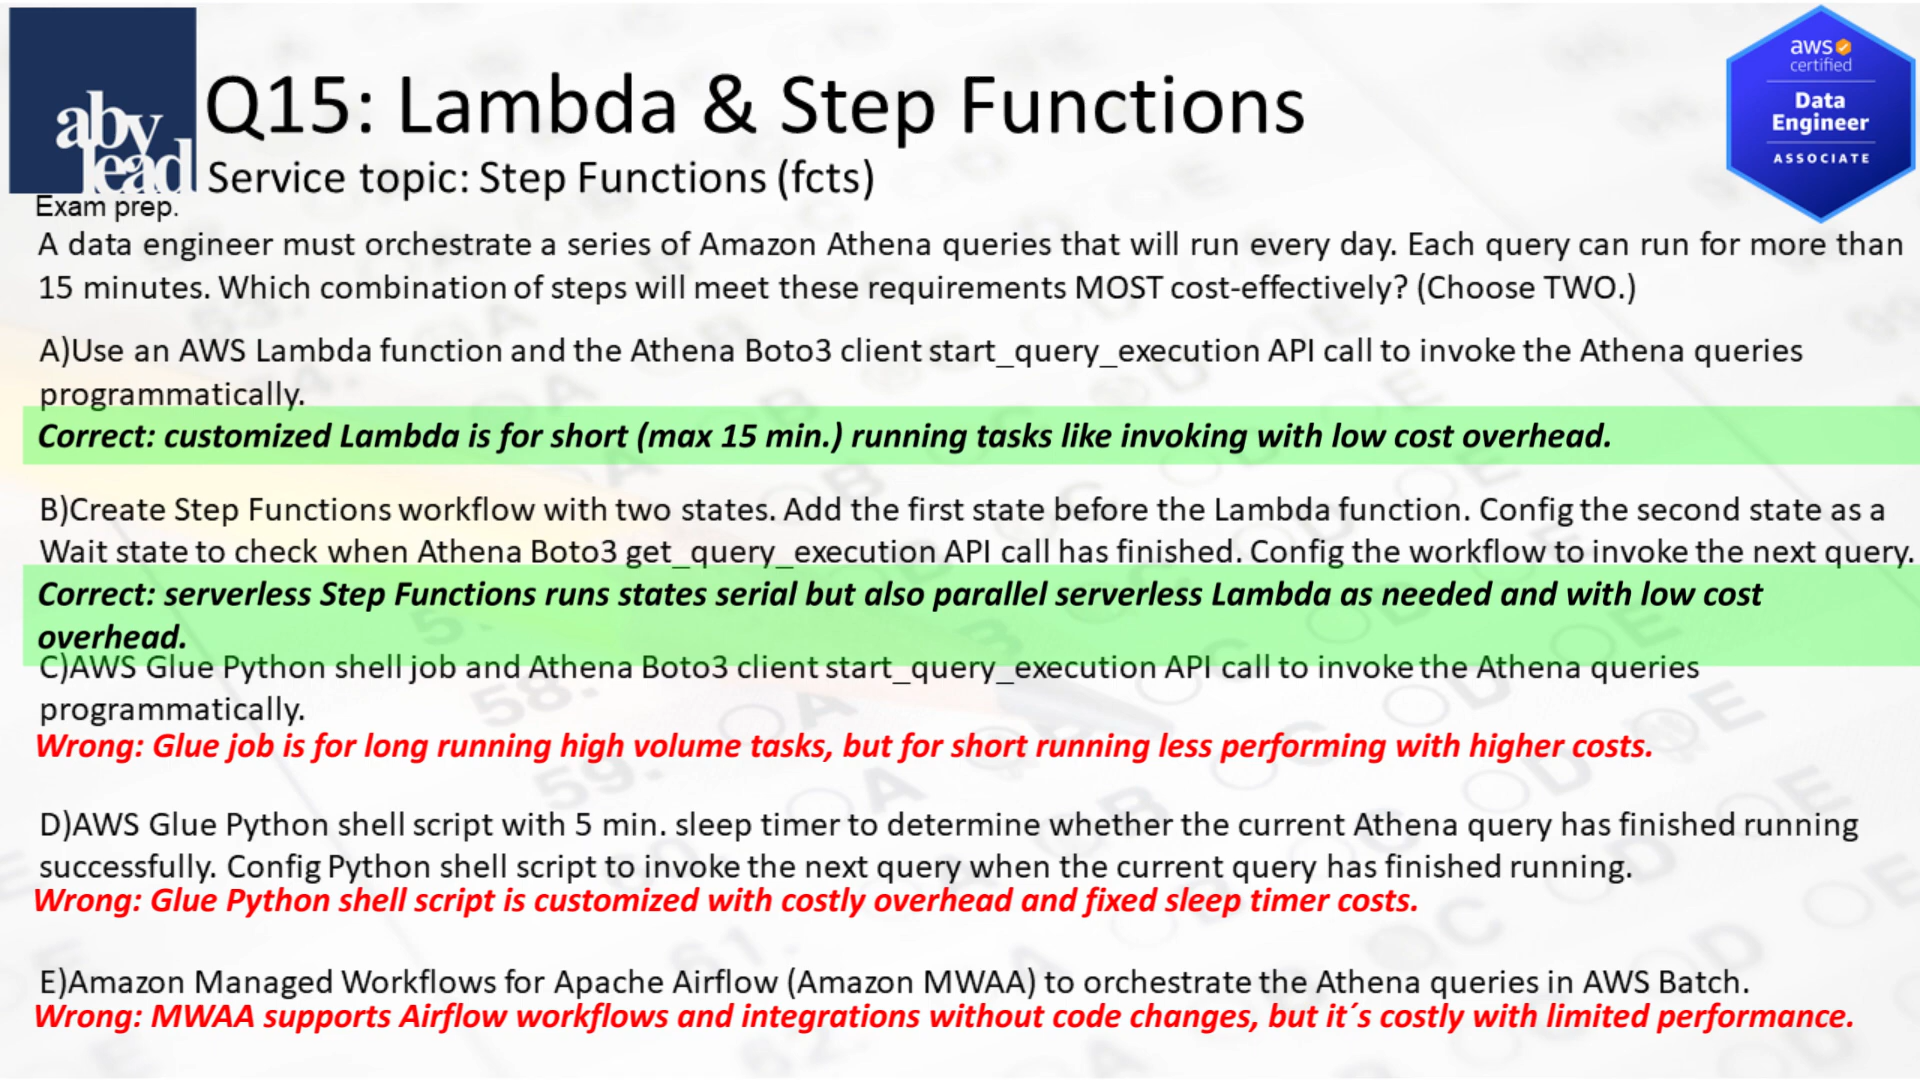 aby
lead
Exam prep.
Q15: Lambda & Step Functions
Service topic: Step Functions (fcts)
aws
certified
Data
Engineer
ASSOCIATE
A data engineer must orchestrate a series of Amazon Athena queries that will run every day. Each query can run for more than
15 minutes. Which combination of steps will meet these requirements MOST cost-effectively? (Choose TWO.)
A)Use an AWS Lambda function and the Athena Boto3 client start_query_execution API call to invoke the Athena queries
programmatically.
Correct: customized Lambda is for short (max 15 min.) running tasks like invoking with low cost overhead.
B)Create Step Functions workflow with two states. Add the first state before the Lambda function. Config the second state as a
Wait state to check when Athena Boto3 get_query_execution API call has finished. Config the workflow to invoke the next query.
Correct: serverless Step Functions runs states serial but also parallel serverless Lambda as needed and with low cost
overhead.
C)AWS Glue Python shell job and Athena Boto3 client start_query_execution API call to invoke the Athena queries
programmatically.
Wrong: Glue job is for long running high volume tasks, but for short running less performing with higher costs.
D)AWS Glue Python shell script with 5 min. sleep timer to determine whether the current Athena query has finished running
successfully. Config Python shell script to invoke the next query when the current query has finished running.
Wrong: Glue Python shell script is customized with costly overhead and fixed sleep timer costs.
E)Amazon Managed Workflows for Apache Airflow (Amazon MWAA) to orchestrate the Athena queries in AWS Batch.
Wrong: MWAA supports Airflow workflows and integrations without code changes, but it´s costly with limited performance.